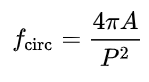 f_circ = 4πA / P²